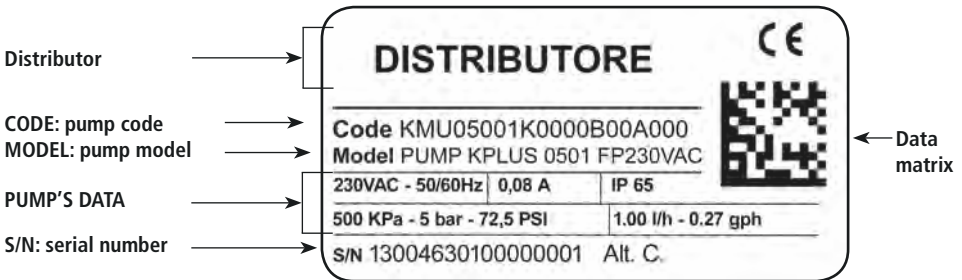 Distributor
DISTRIBUTORE
CE
CODE: pump code
Code KMU05001K0000B00A000
MODEL: pump model
Model PUMP KPLUS 0501 FP230VAC
Data
matrix
PUMP'S DATA
230VAC - 50/60Hz 0,08 A IP 65
500 KPa - 5 bar - 72,5 PSI 1.00 l/h - 0.27 gph
S/N: serial number
S/N 13004630100000001 Alt. C.